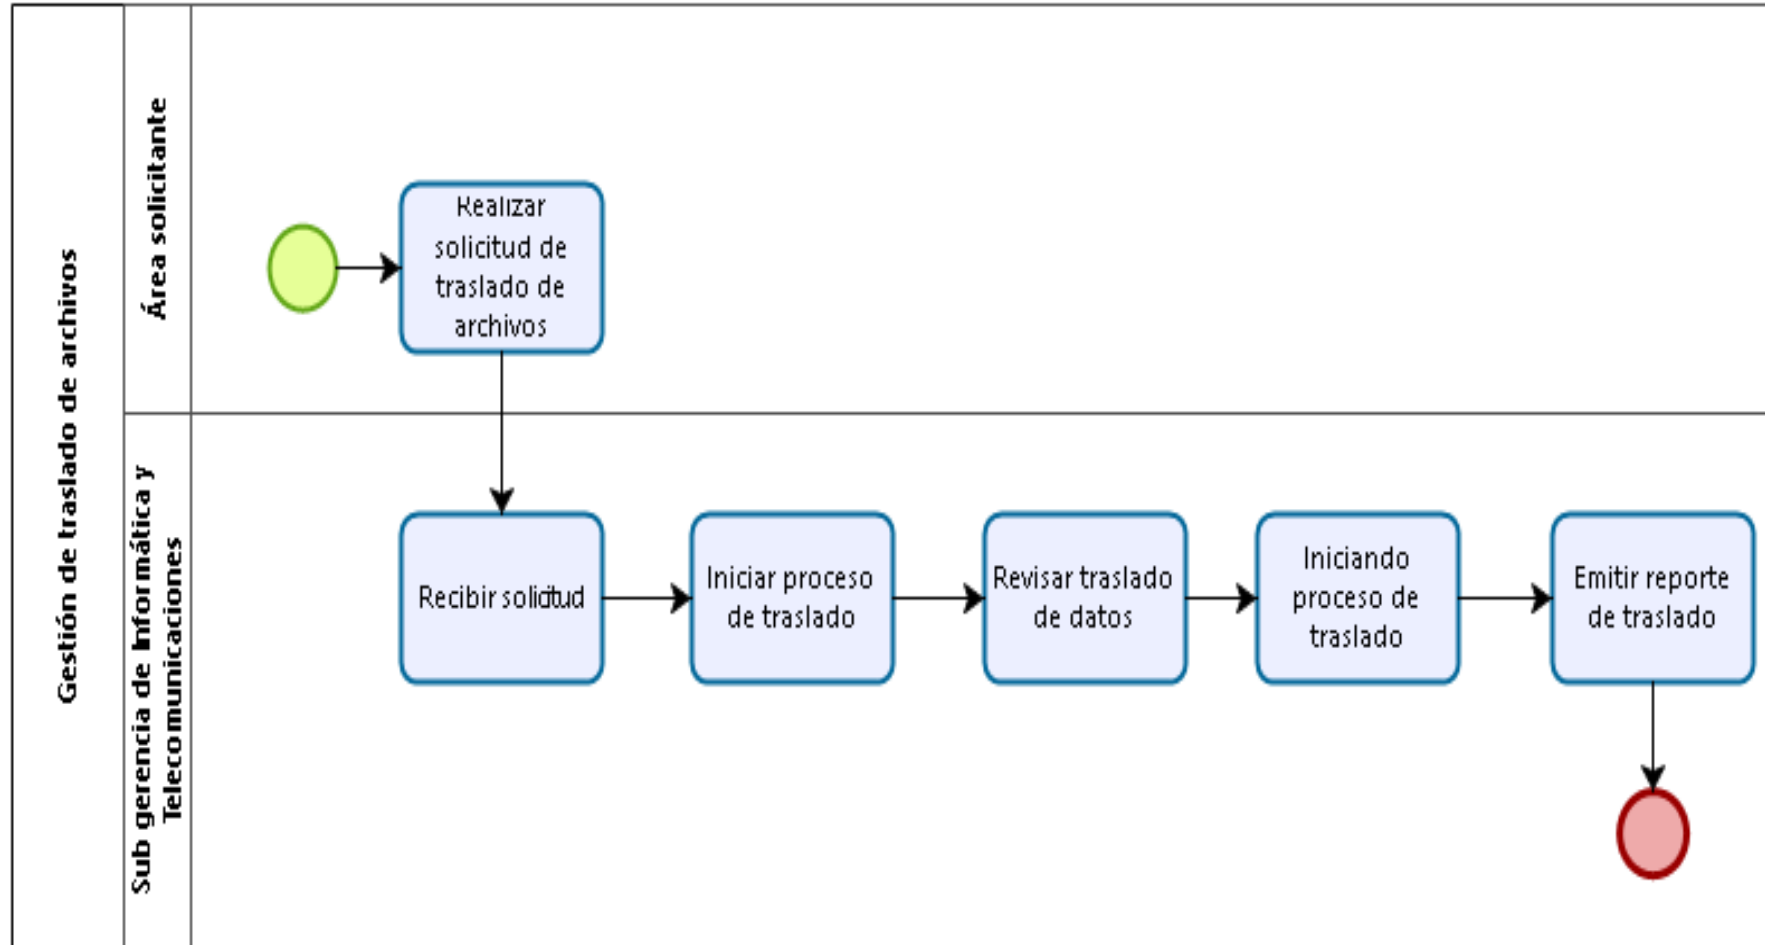 Gestión de traslado de archivos
Área solicitante
Realizar
solicitud de
traslado de
archivos
Sub gerencia de Informática y
Telecomunicaciones
Recibir solicitud
Iniciar proceso
de traslado
Revisar traslado
de datos
Iniciando
proceso de
traslado
Emitir reporte
de traslado